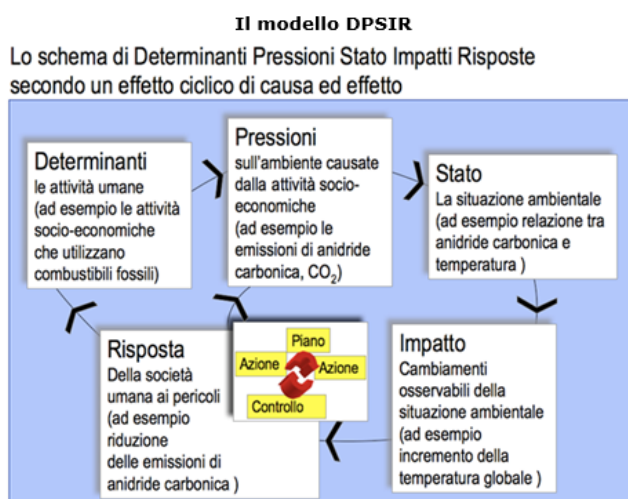 Il modello DPSIR
Lo schema di Determinanti Pressioni Stato Impatti Risposte
secondo un effetto ciclico di causa ed effetto
Determinanti
le attività umane
(ad esempio le attività
socio-economiche
che utilizzano
combustibili fossili)
Pressioni
sull'ambiente causate
dalla attività socio-
economiche
(ad esempio le
emissioni di anidride
carbonica, CO₂)
Stato
La situazione ambientale
(ad esempio relazione tra
anidride carbonica e
temperatura )
Impatto
Cambiamenti
osservabili della
situazione ambientale
(ad esempio
incremento della
temperatura globale )
Risposta
Della società
umana ai pericoli
(ad esempio
riduzione
delle emissioni di
anidride carbonica )
Piano
Azione
Azione
Controllo